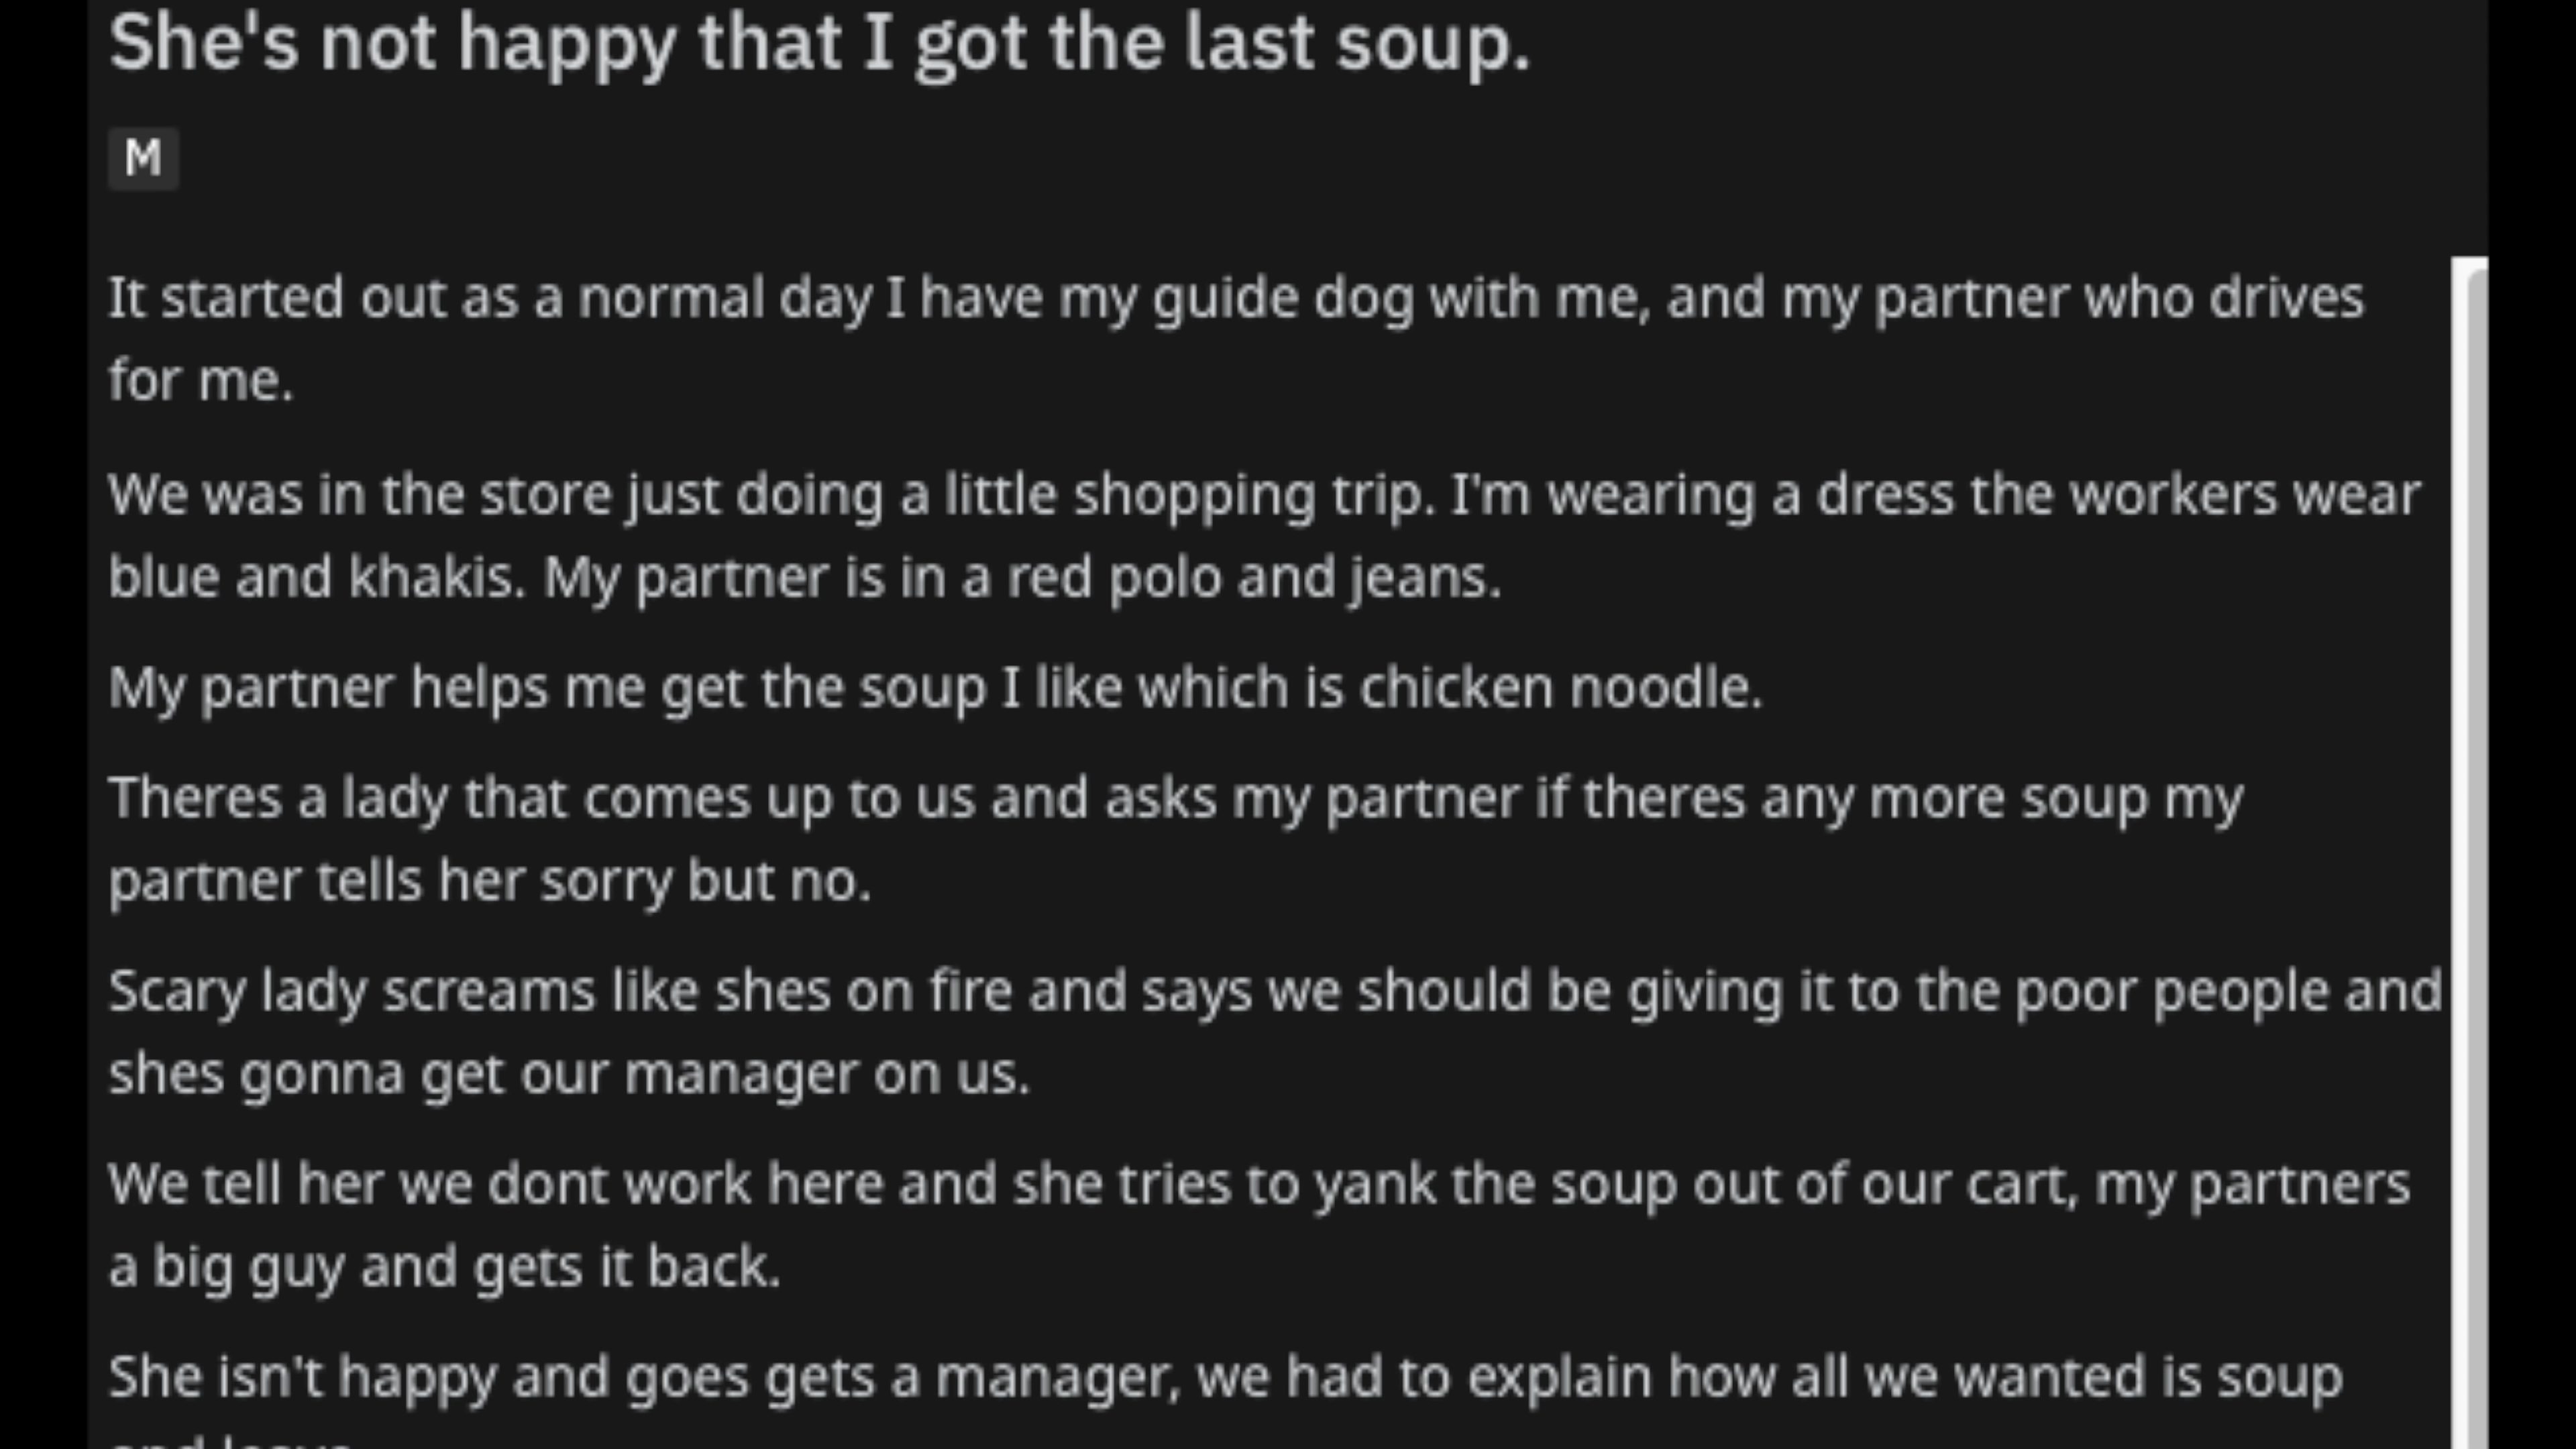 She's not happy that I got the last soup.
M
It started out as a normal day I have my guide dog with me, and my partner who drives
for me.
We was in the store just doing a little shopping trip. I'm wearing a dress the workers wear
blue and khakis. My partner is in a red polo and jeans.
My partner helps me get the soup I like which is chicken noodle.
Theres a lady that comes up to us and asks my partner if theres any more soup my
partner tells her sorry but no.
Scary lady screams like shes on fire and says we should be giving it to the poor people and
shes gonna get our manager on us.
We tell her we dont work here and she tries to yank the soup out of our cart, my partners
a big guy and gets it back.
She isn't happy and goes gets a manager, we had to explain how all we wanted is soup
and leave